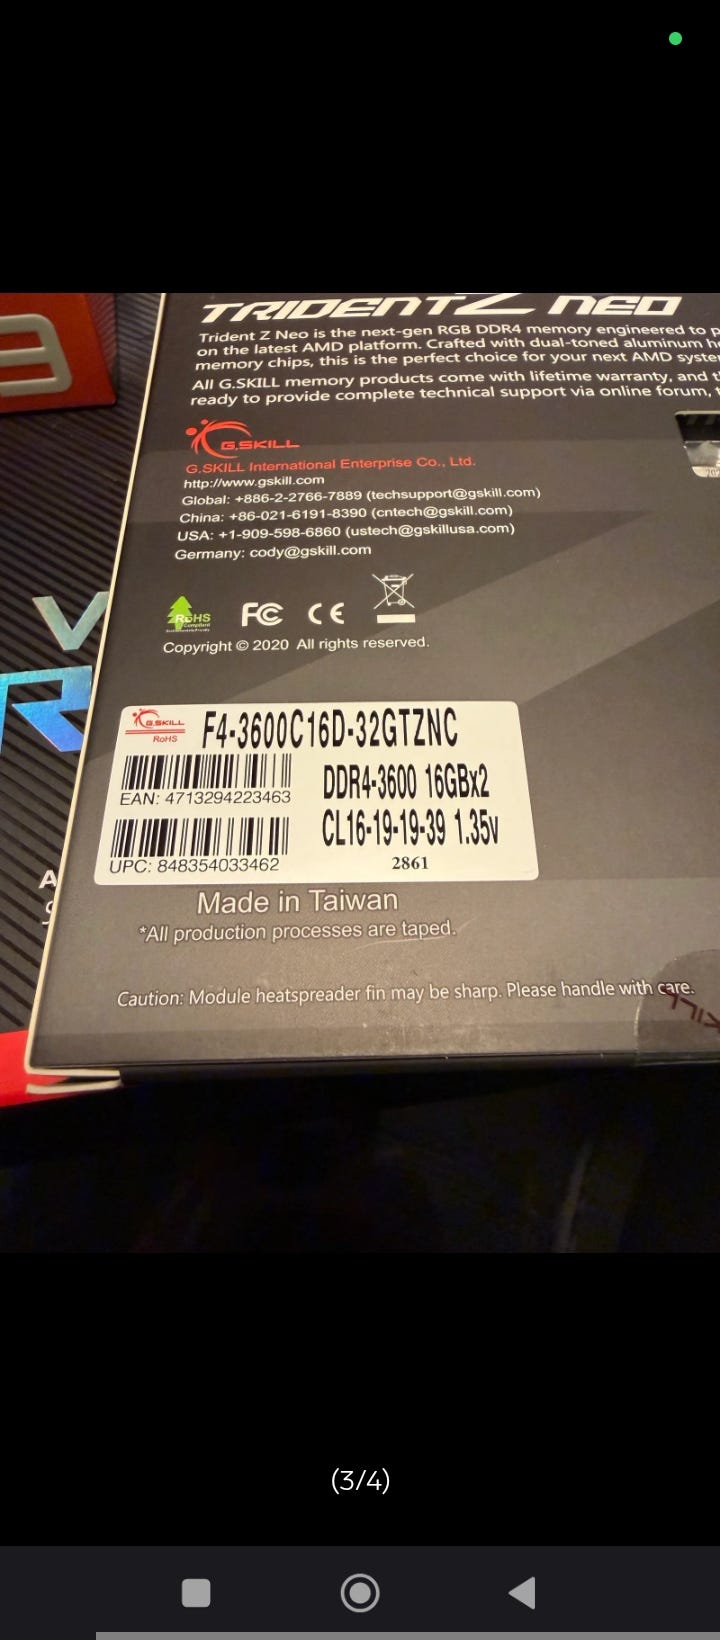 TRIDENT Z NEO
Trident Z Neo is the next-gen RGB DDR4 memory engineered to
on the latest AMD platform. Crafted with dual-toned aluminum
memory chips, this is the perfect choice for your next AMD
All G.SKILL memory products come with lifetime warranty, and
ready to provide complete technical support via online forum,
G.SKILL
G.SKILL International Enterprise Co., Ltd.
http://www.gskill.com
Global: +886-2-2766-7889 (techsupport@gskill.com)
China: +86-021-6191-8390 (cntech@gskill.com)
USA: +1-909-598-6860 (ustech@gskillusa.com)
Germany: cody@gskill.com
RoHS
Compliant
FC CE
Copyright © 2020 All rights reserved.
G.SKILL
RoHS
F4-3600C16D-32GTZNC
EAN: 4713294223463
DDR4-3600 16GBx2
CL16-19-19-39 1.35v
UPC: 848354033462
2861
Made in Taiwan
*All production processes are taped.
Caution: Module heatspreader fin may be sharp. Please handle with care.
(3/4)